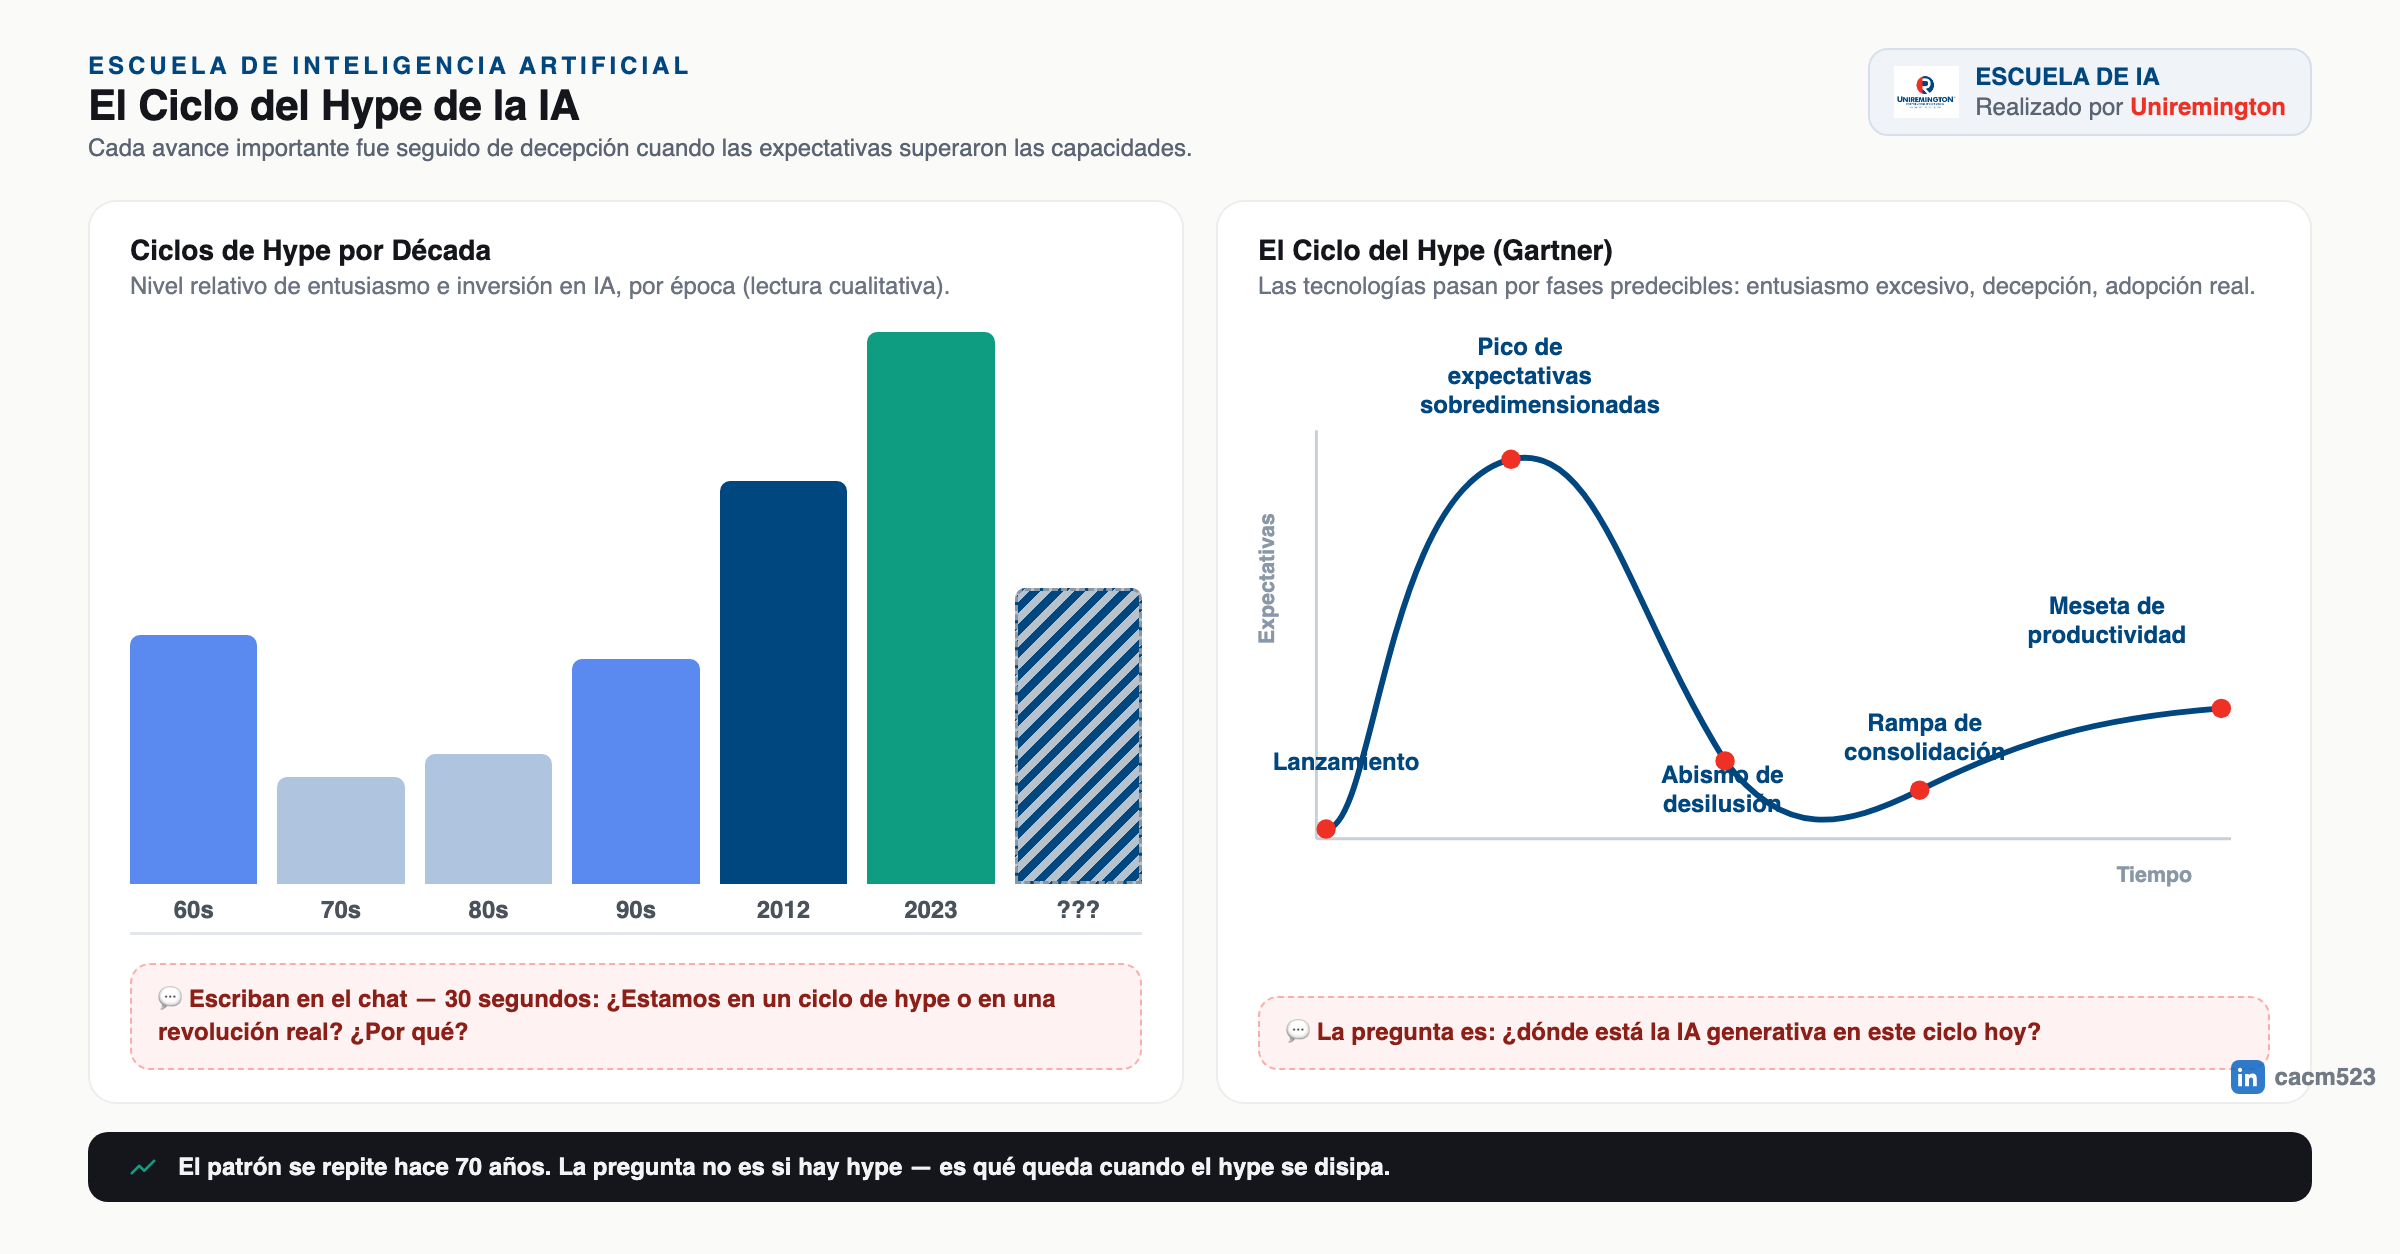 ESCUELA DE INTELIGENCIA ARTIFICIAL
El Ciclo del Hype de la IA
Cada avance importante fue seguido de decepción cuando las expectativas superaron las capacidades.
UNIREMINGTON
ESCUELA DE IA
Realizado por Uniremington
Ciclos de Hype por Década
Nivel relativo de entusiasmo e inversión en IA, por época (lectura cualitativa).
60s
70s
80s
90s
2012
2023
???
💬 Escriban en el chat — 30 segundos: ¿Estamos en un ciclo de hype o en una
revolución real? ¿Por qué?
El Ciclo del Hype (Gartner)
Las tecnologías pasan por fases predecibles: entusiasmo excesivo, decepción, adopción real.
Pico de
expectativas
sobredimensionadas
Expectativas
Meseta de
productividad
Rampa de
consolidación
Lanzamiento
Abismo de
desilusión
Tiempo
💬 La pregunta es: ¿dónde está la IA generativa en este ciclo hoy?
in cacm523
El patrón se repite hace 70 años. La pregunta no es si hay hype — es qué queda cuando el hype se disipa.